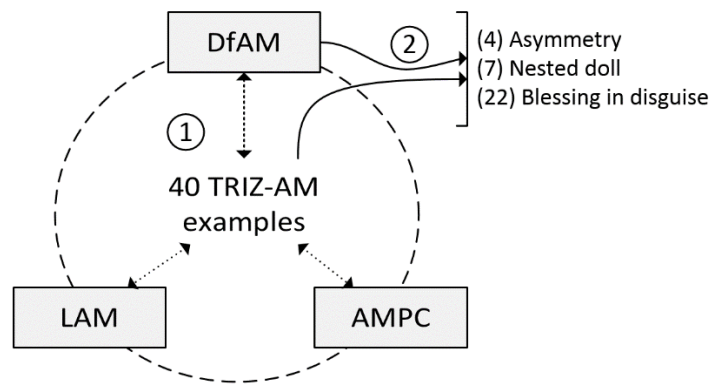 DfAM
2
(4) Asymmetry
(7) Nested doll
(22) Blessing in disguise
1
40 TRIZ-AM
examples
LAM
AMPC